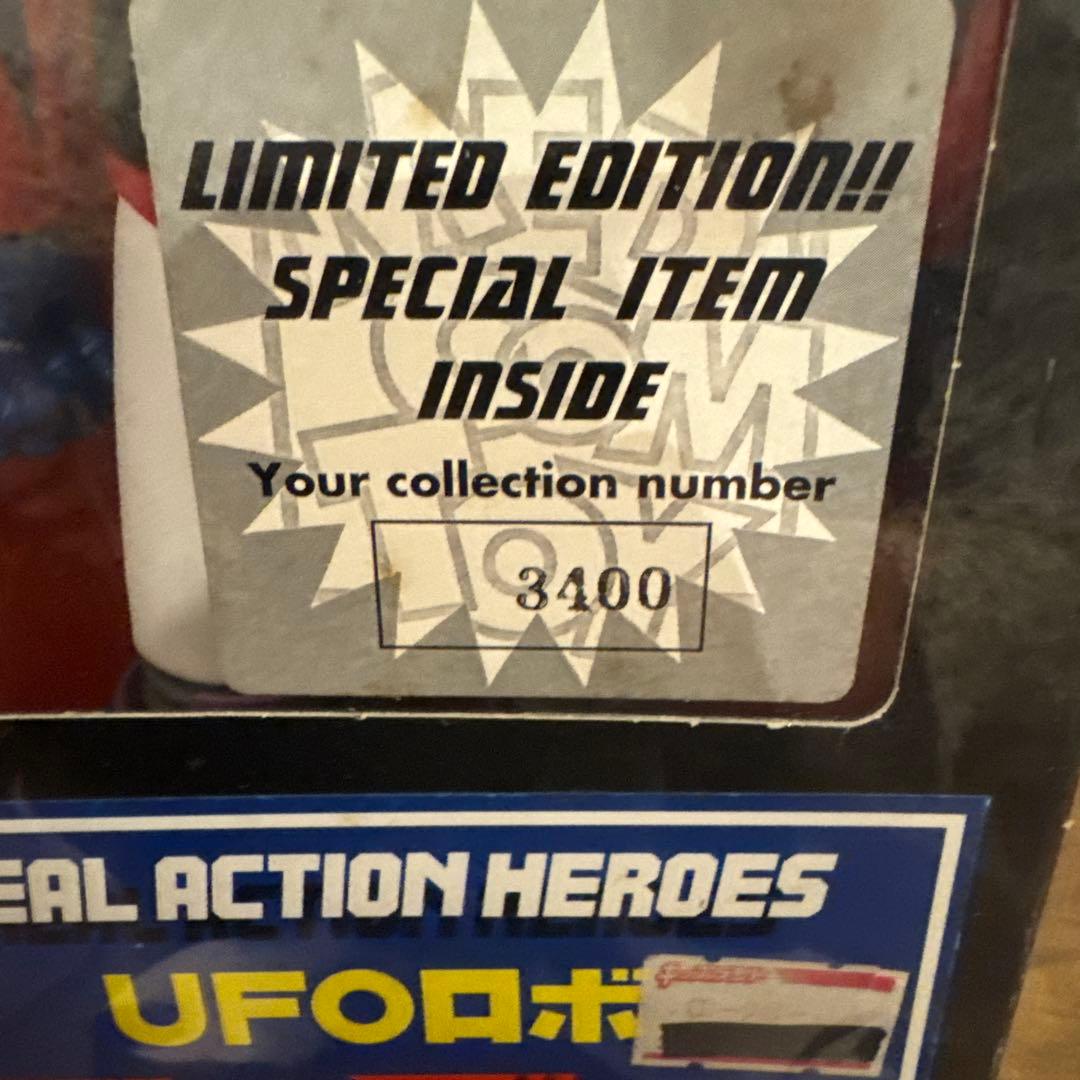 LIMITED EDITION!!
SPECIAL ITEM
INSIDE
Your collection number
3400
EAL ACTION HEROES
UFOロボ